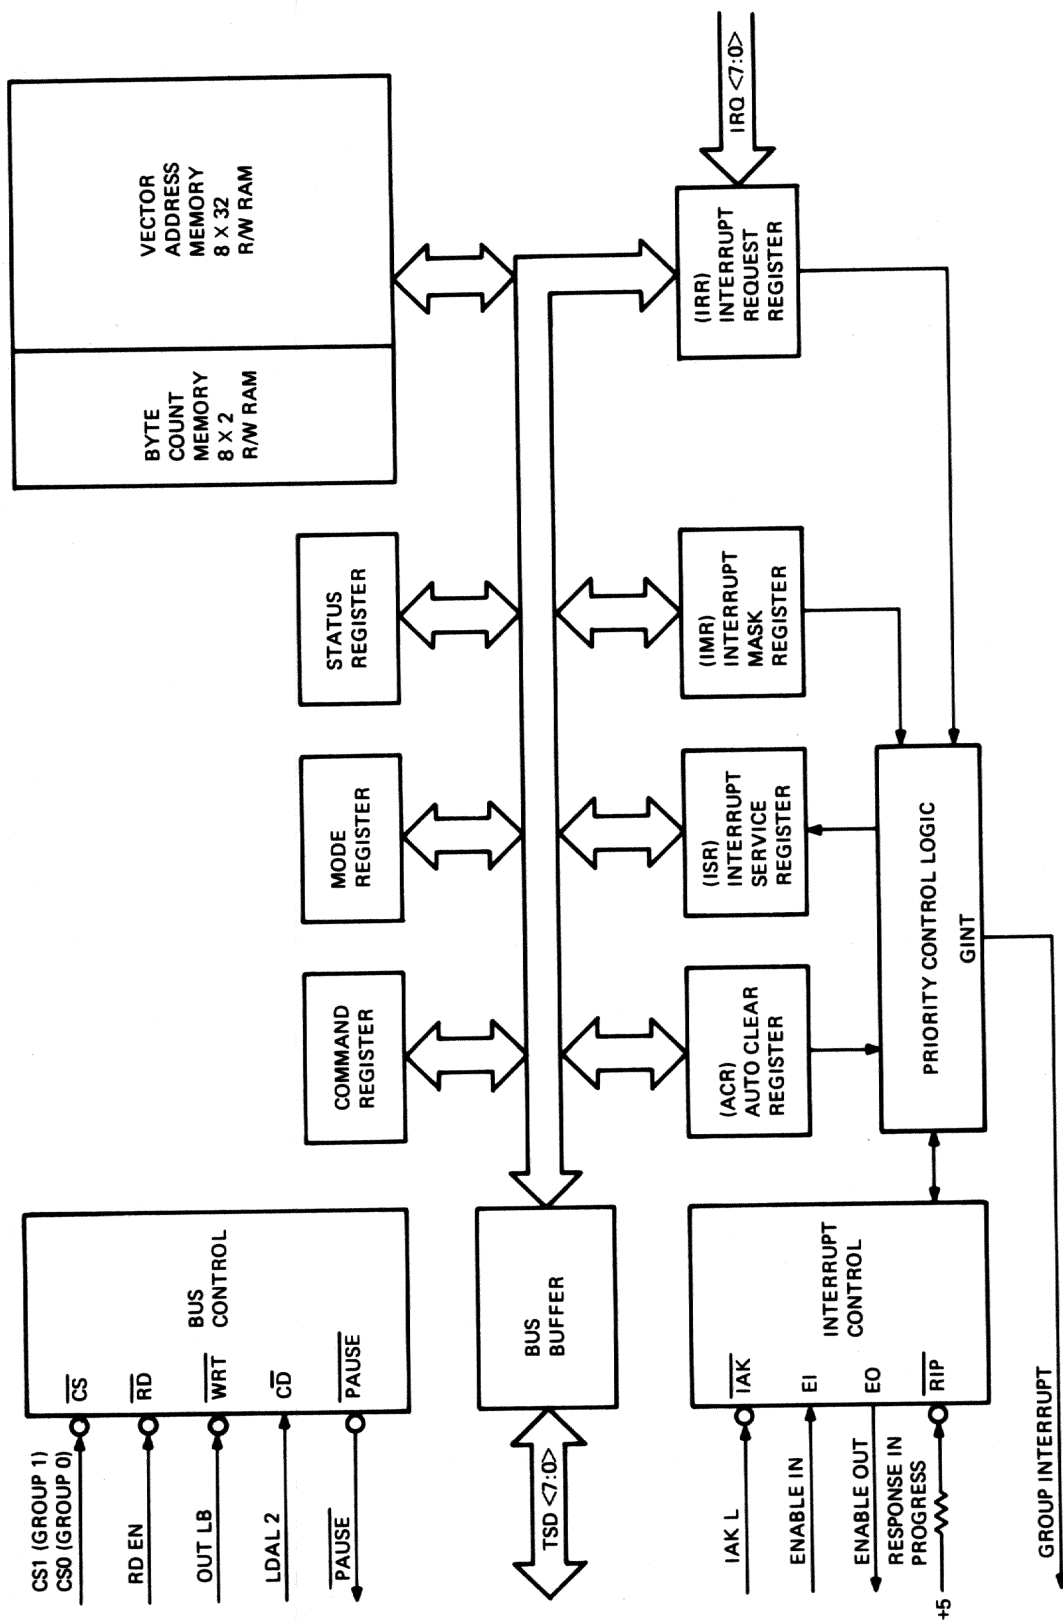 CS1 (GROUP 1)
CS0 (GROUP 0)
RD EN
OUT LB
LDAL 2
PAUSE
CS
RD
WRT
CD
PAUSE
BUS
CONTROL
COMMAND
REGISTER
MODE
REGISTER
STATUS
REGISTER
BYTE
COUNT
MEMORY
8 X 2
R/W RAM
VECTOR
ADDRESS
MEMORY
8 X 32
R/W RAM
TSD <7:0>
BUS
BUFFER
(ACR)
AUTO CLEAR
REGISTER
(ISR)
INTERRUPT
SERVICE
REGISTER
(IMR)
INTERRUPT
MASK
REGISTER
(IRR)
INTERRUPT
REQUEST
REGISTER
IRQ <7:0>
IAK L
ENABLE IN
ENABLE OUT
RESPONSE IN
PROGRESS
+5
IAK
EI
EO
RIP
INTERRUPT
CONTROL
PRIORITY CONTROL LOGIC
GINT
GROUP INTERRUPT